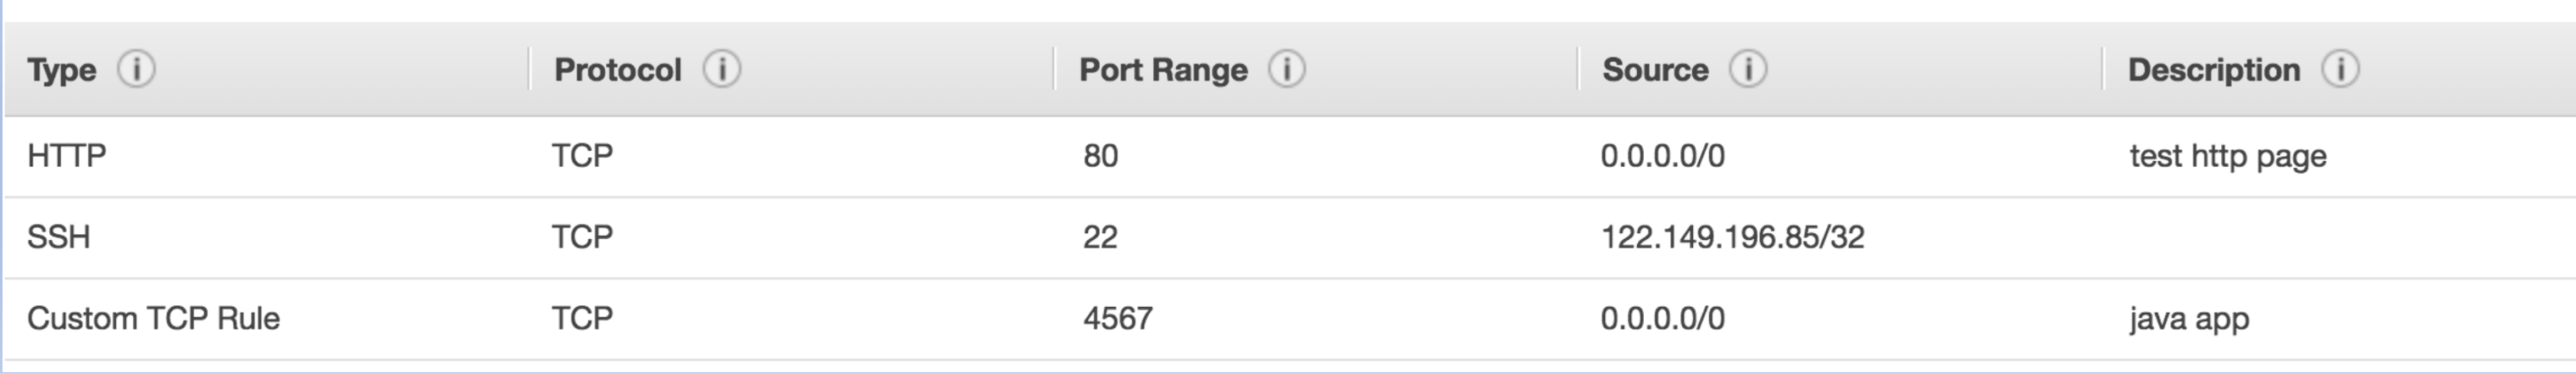 Type Protocol Port Range Source Description
HTTP TCP 80 0.0.0.0/0 test http page
SSH TCP 22 122.149.196.85/32
Custom TCP Rule TCP 4567 0.0.0.0/0 java app